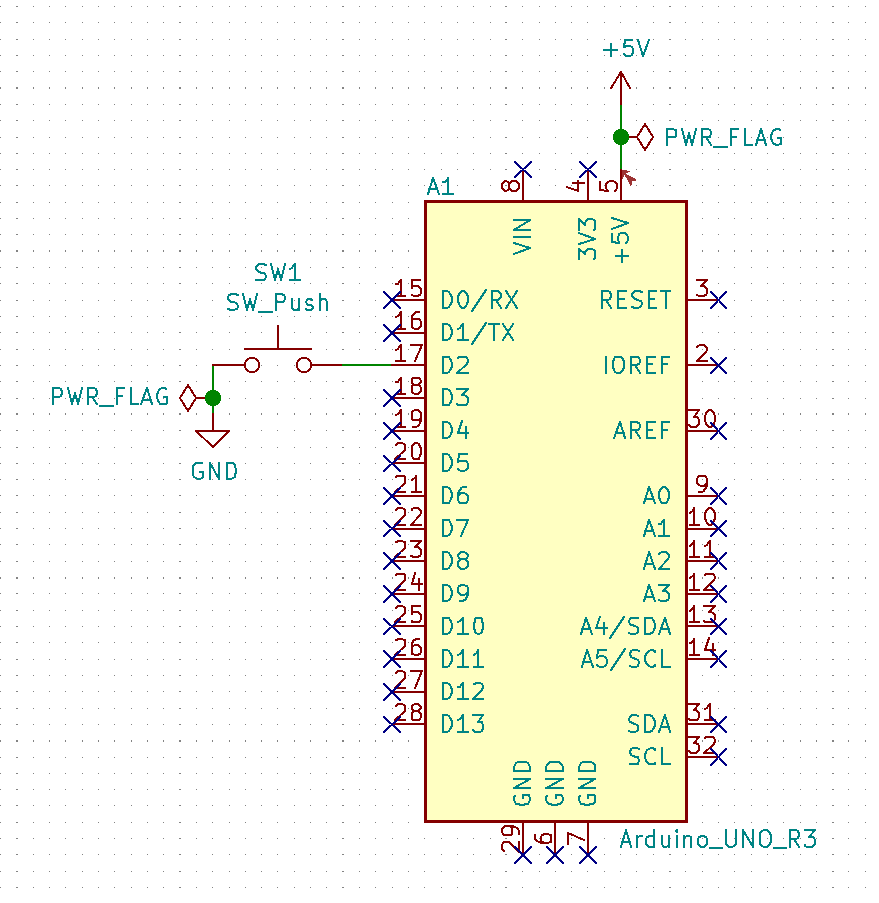 +5V
PWR_FLAG
A1
8
4
5
VIN
3V3
+5V
SW1
SW_Push
15 D0/RX
RESET 3
16 D1/TX
17 D2
IOREF 2
PWR_FLAG
18 D3
19 D4
AREF 30
GND
20 D5
21 D6
A0 9
22 D7
A1 10
23 D8
A2 11
24 D9
A3 12
25 D10
A4/SDA 13
26 D11
A5/SCL 14
27 D12
28 D13
SDA 31
SCL 32
GND
GND
GND
29
6
7
Arduino_UNO_R3